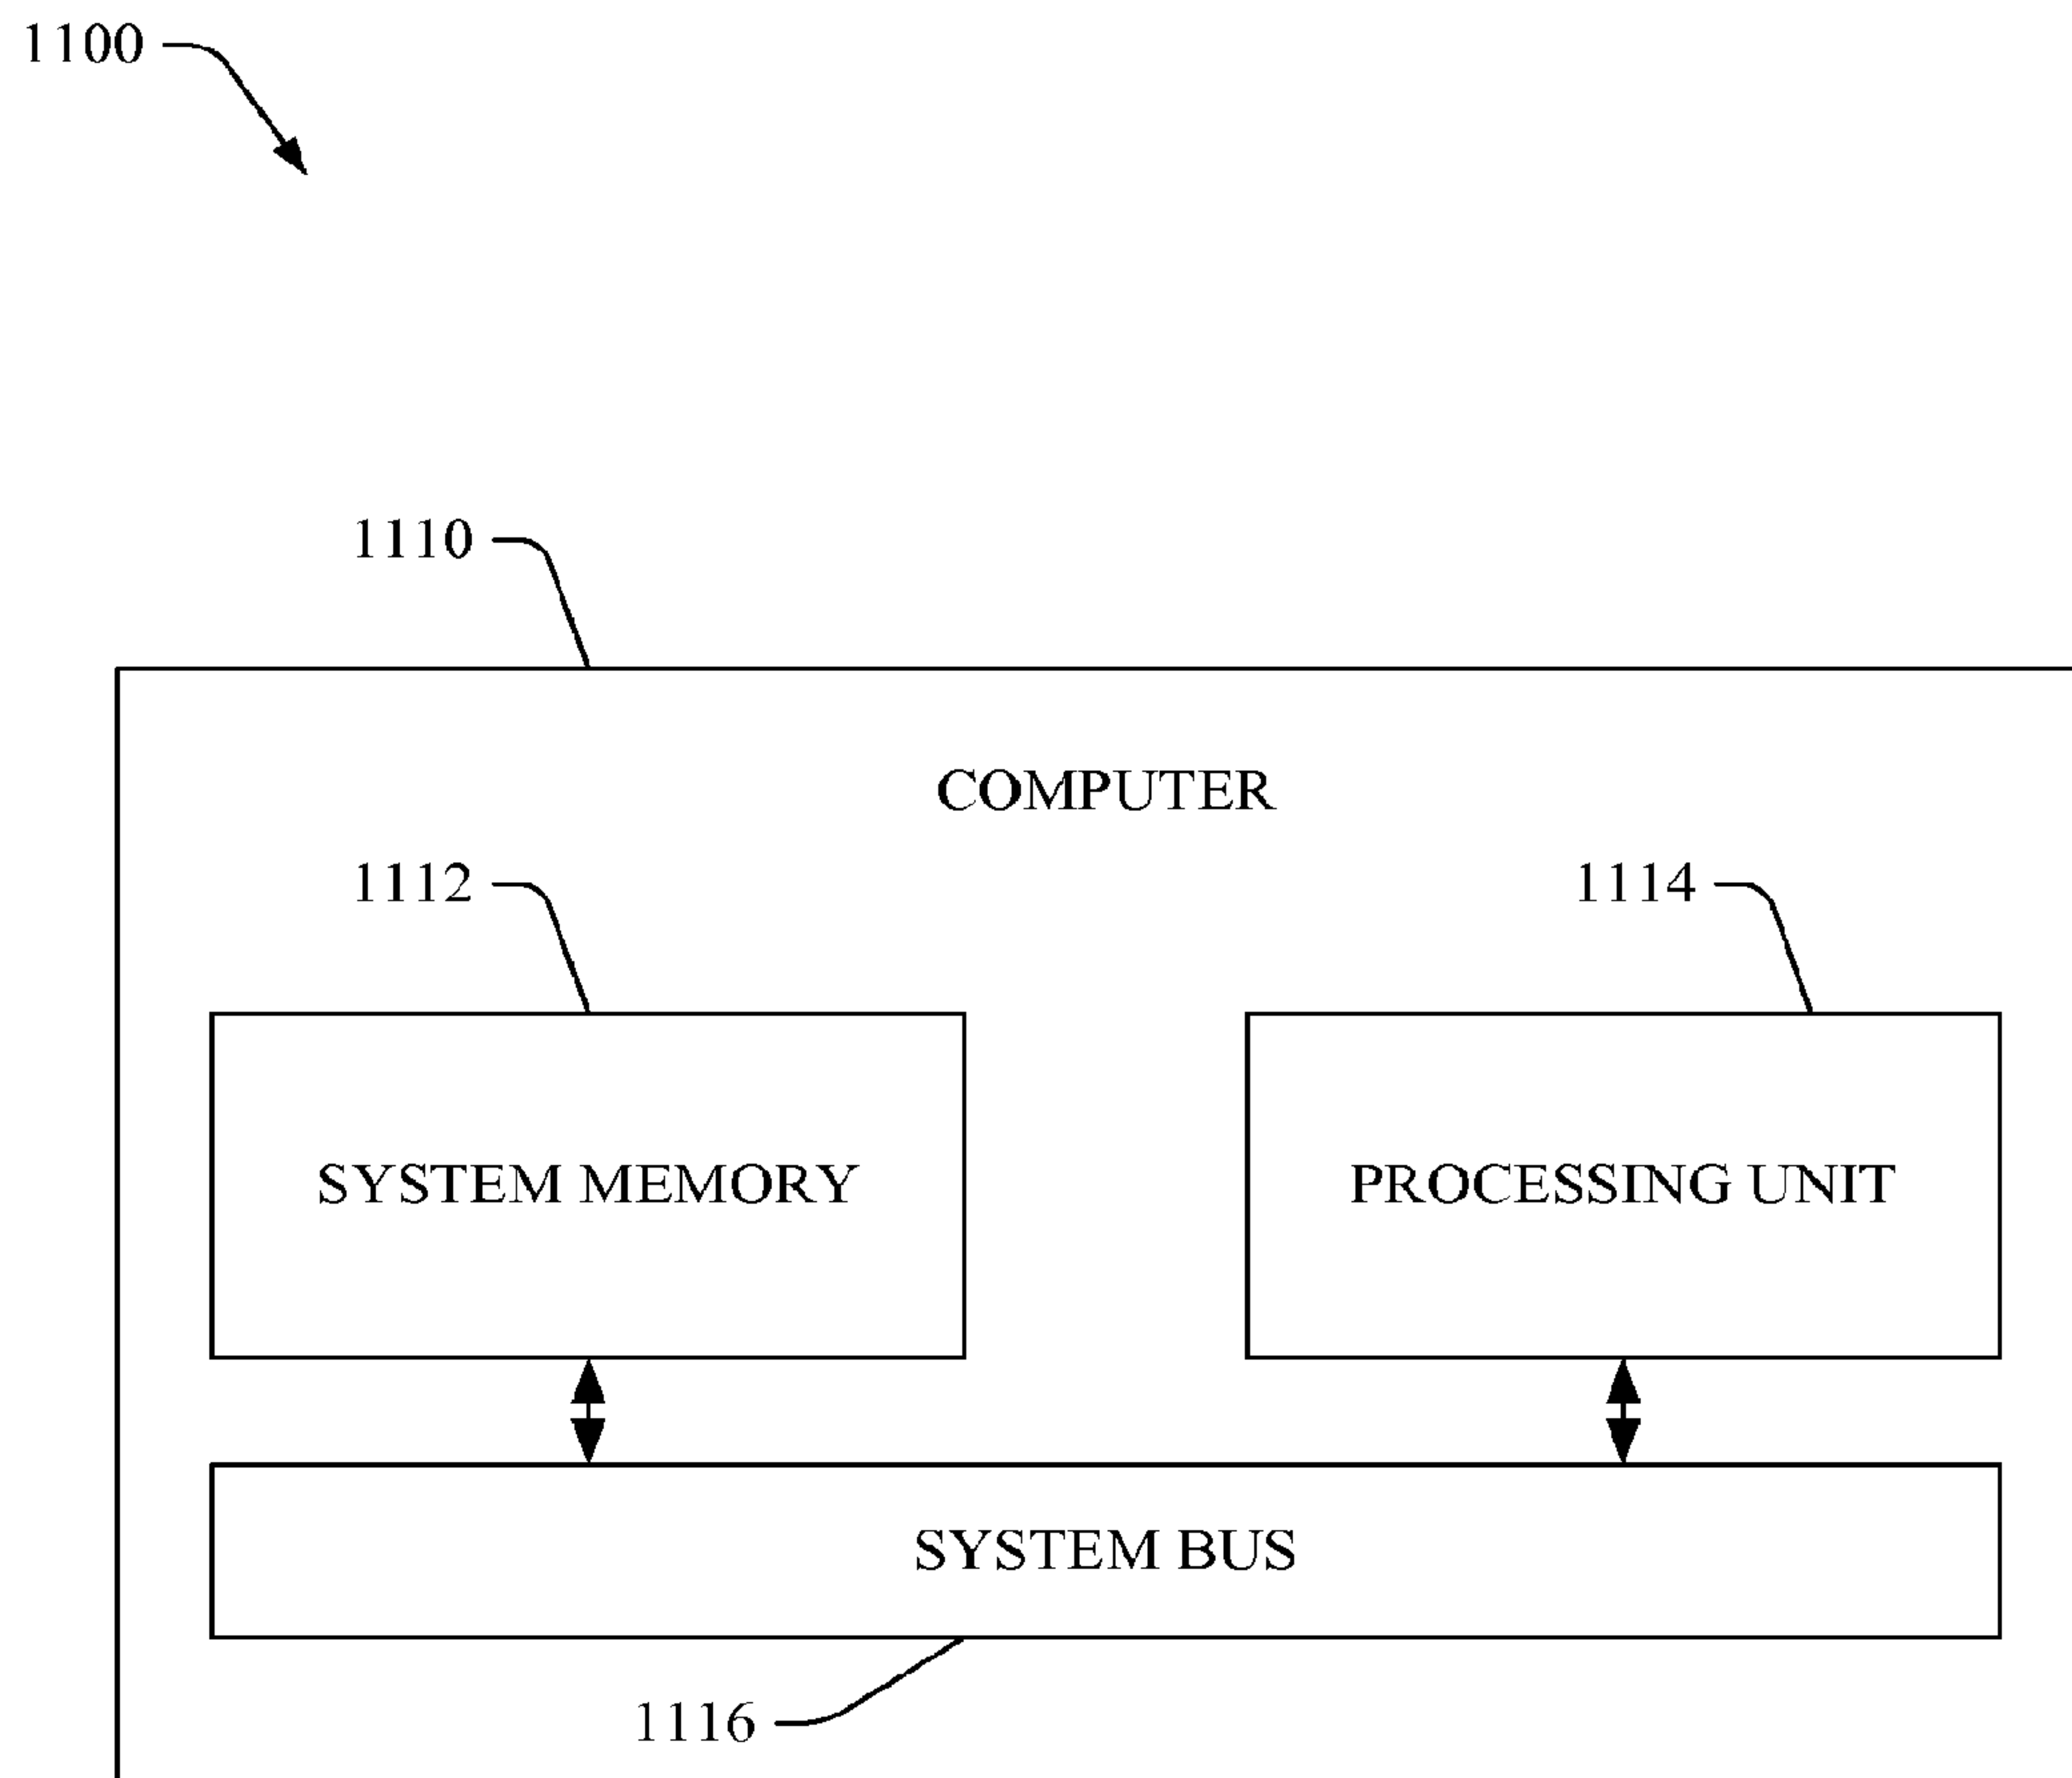 1100
1110
COMPUTER
1112
1114
SYSTEM MEMORY
PROCESSING UNIT
SYSTEM BUS
1116